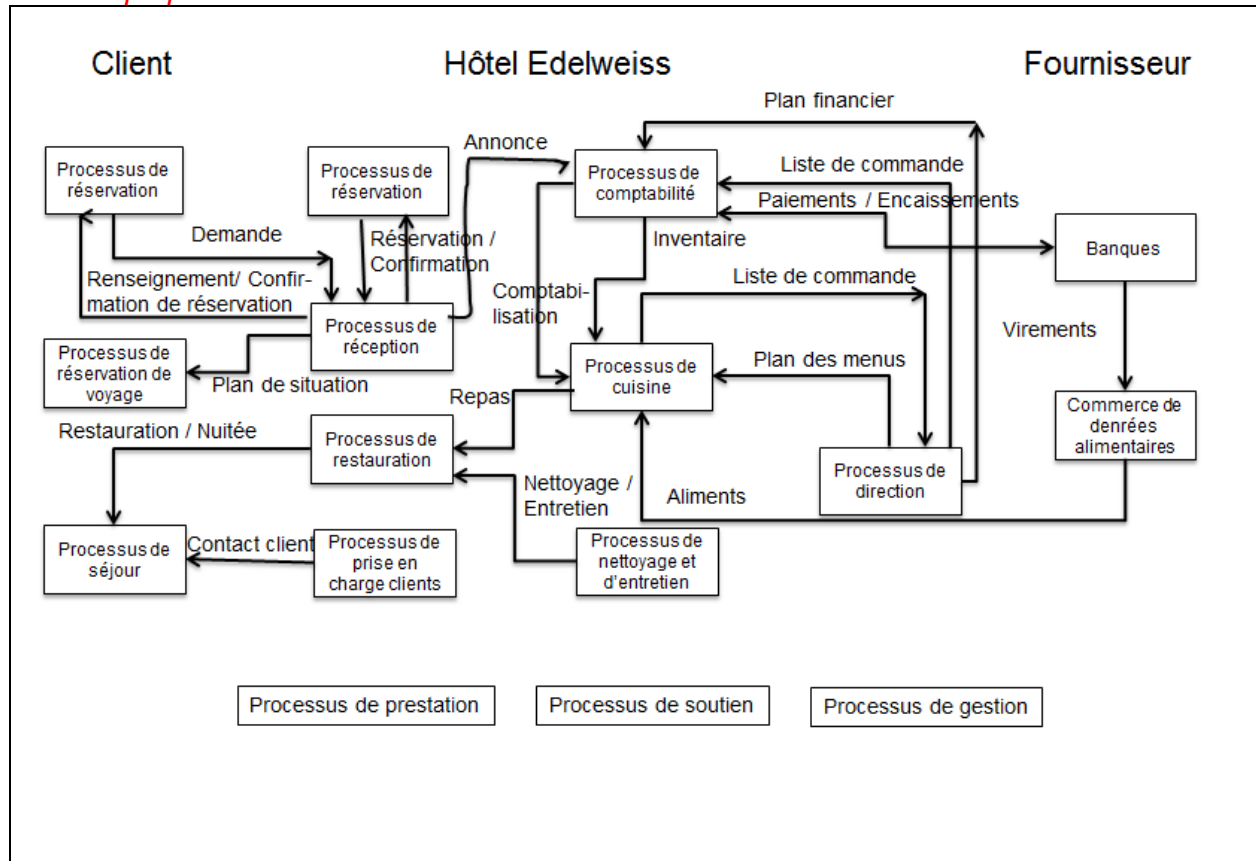 Client
Hôtel Edelweiss
Fournisseur
Plan financier
Annonce
Processus de
réservation
Processus de
réservation
Processus de
comptabilité
Liste de commande
Paiements / Encaissements
Demande
Réservation /
Confirmation
Inventaire
Banques
Renseignement/ Confir-
mation de réservation
Liste de commande
Comptabi-
lisation
Processus de
réception
Virements
Processus de
réservation de
voyage
Plan de situation
Processus de
cuisine
Plan des menus
Repas
Commerce de
denrées
alimentaires
Restauration / Nuitée
Processus de
restauration
Processus de
direction
Nettoyage /
Entretien
Aliments
Processus de
séjour
Contact client
Processus de
prise en
charge clients
Processus de
nettoyage et
d'entretien
Processus de prestation
Processus de soutien
Processus de gestion